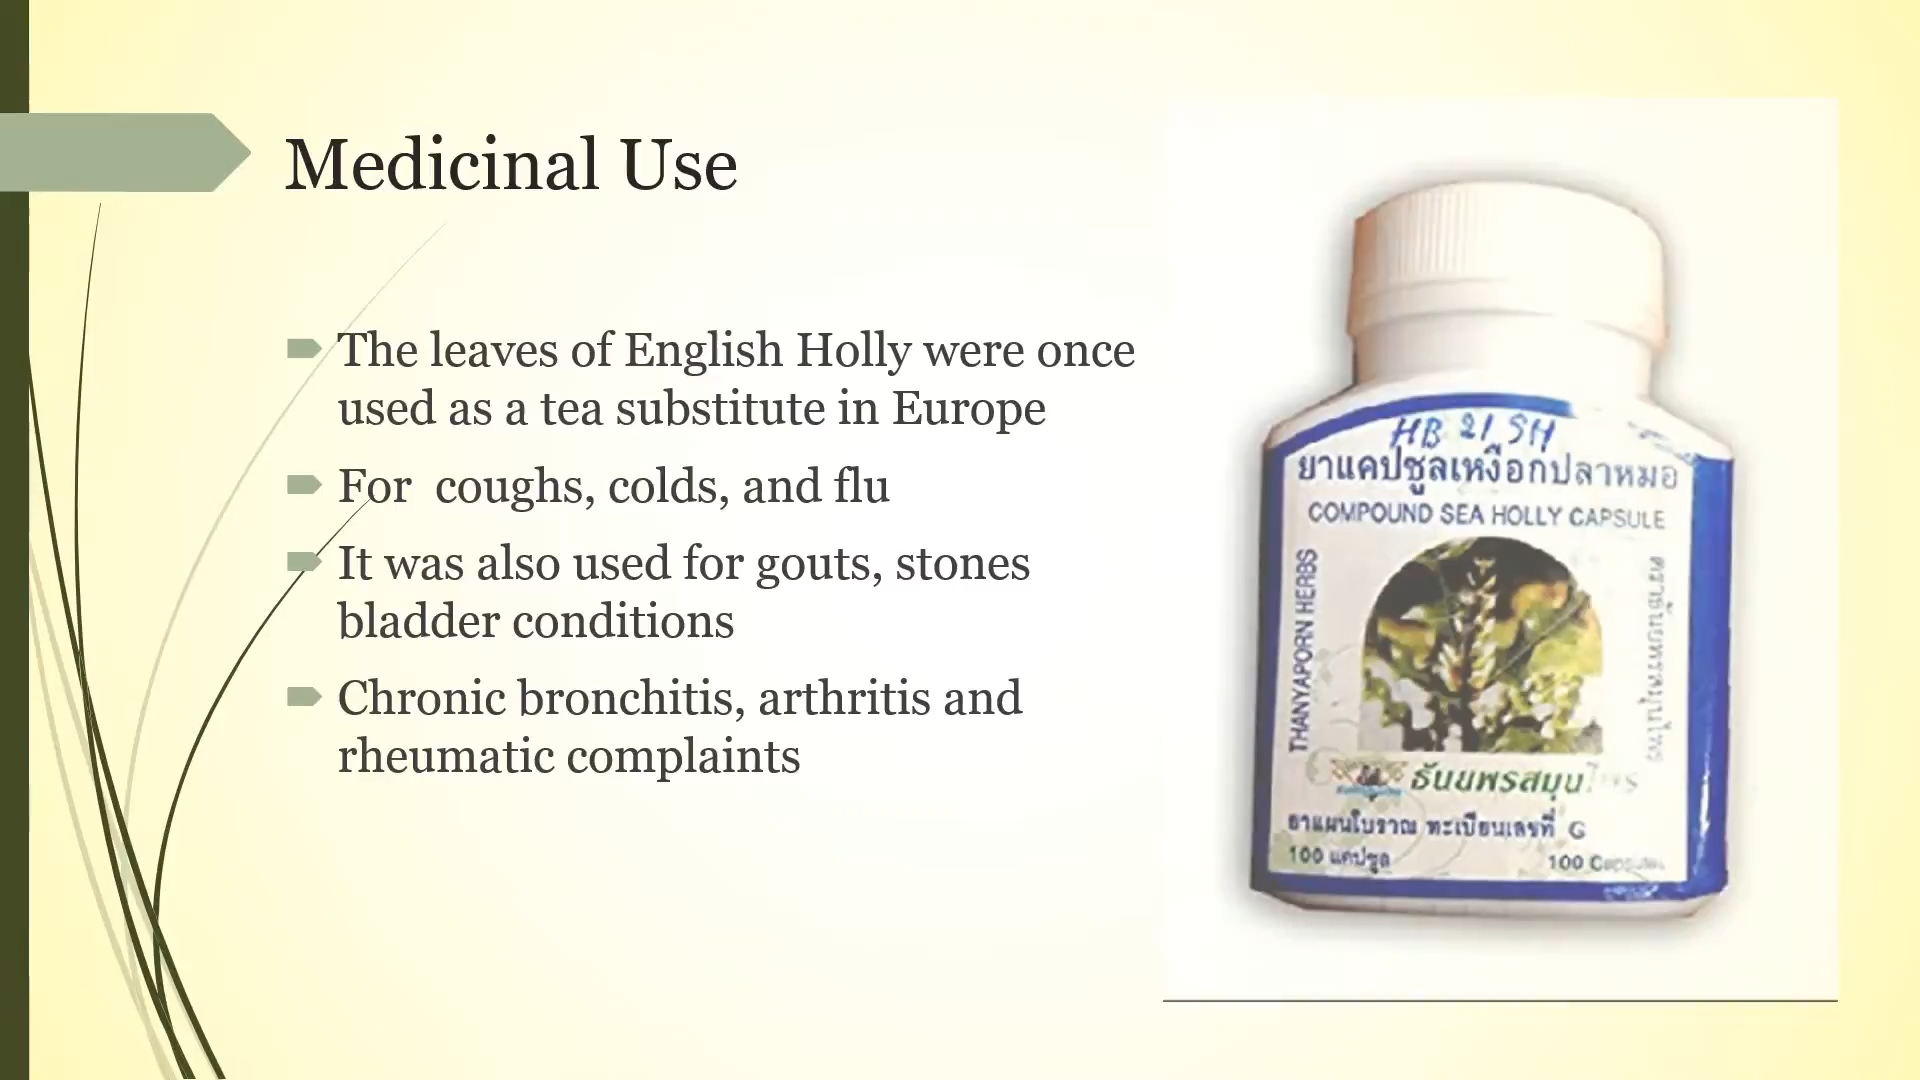 Medicinal Use
The leaves of English Holly were once
used as a tea substitute in Europe
For  coughs, colds, and flu
It was also used for gouts, stones
bladder conditions
Chronic bronchitis, arthritis and
rheumatic complaints
HB 21 SH
ยาแคปซูลเหงือกปลาหมอ
COMPOUND SEA HOLLY CAPSULE
THANYAPORN HERBS
ธันยพรสมุนไพร
ยาแผนโบราณ ทะเบียนเลขที่ G
100 แคปซูล
100 Capsules